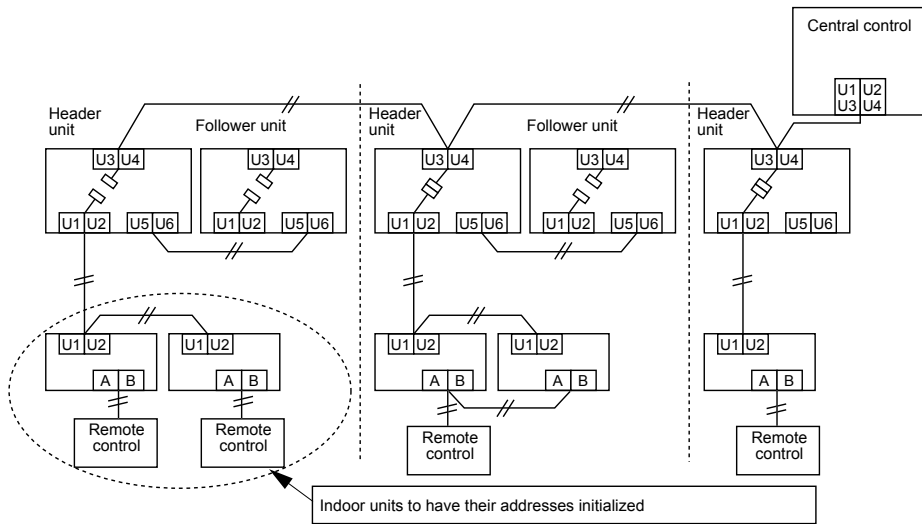 Central control
U1 U2
U3 U4
Header
unit
Follower unit
Header
unit
Follower unit
Header
unit
U3 U4
U3 U4
U3 U4
U3 U4
U3 U4
U1 U2
U5 U6
U1 U2
U5 U6
U1 U2
U5 U6
U1 U2
U5 U6
U1 U2
U5 U6
U1 U2
U1 U2
U1 U2
U1 U2
U1 U2
A B
A B
A B
A B
A B
Remote
control
Remote
control
Remote
control
Remote
control
Indoor units to have their addresses initialized